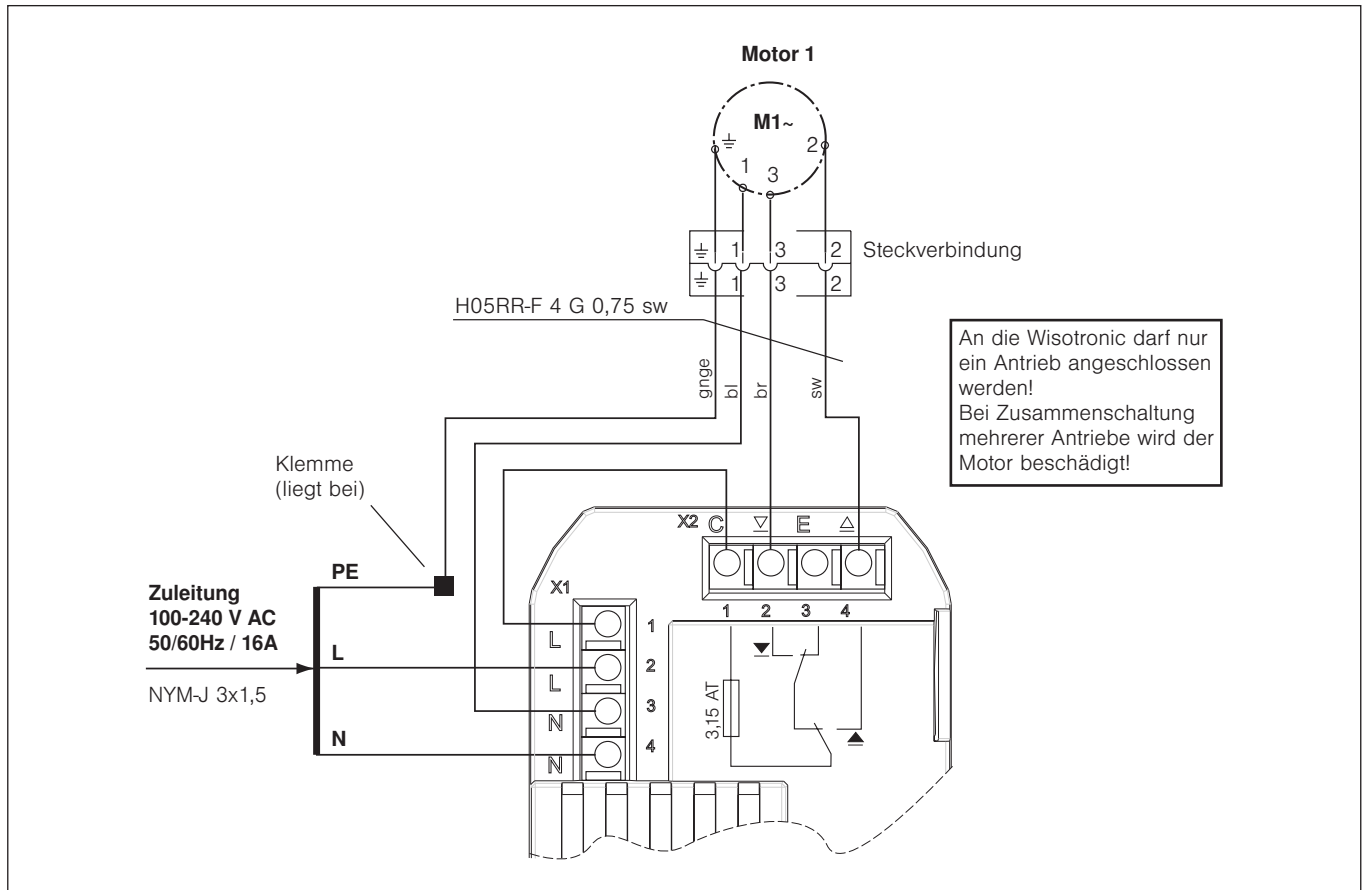 Motor 1
M1~
2
1
3
1 3 2
Steckverbindung
1 3 2
H05RR-F 4 G 0,75 sw
An die Wisotronic darf nur
ein Antrieb angeschlossen
werden!
Bei Zusammenschaltung
mehrerer Antriebe wird der
Motor beschädigt!
gnge
bl
br
sw
Klemme
(liegt bei)
X2 C E
PE
X1
Zuleitung
100-240 V AC
50/60Hz / 16A
NYM-J 3x1,5
1 2 3 4
L 1
L
L 2
N 3
N
N 4
3,15 AT